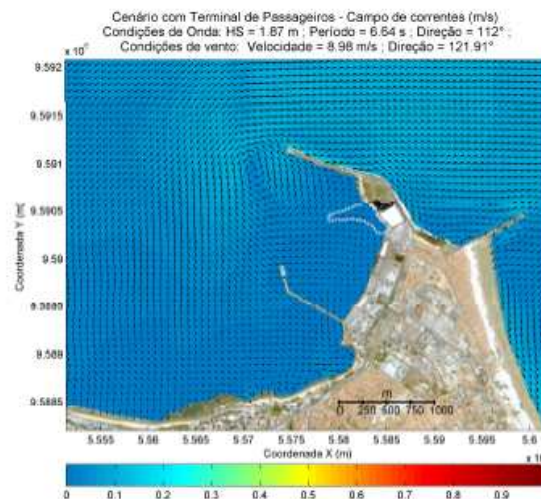 Cenário com Terminal de Passageiros - Campo de correntes (m/s)
Condições de Onda: HS = 1.87 m ; Período = 6.64 s ; Direção = 112° ;
Condições de vento: Velocidade = 8.98 m/s ; Direção = 121.91°
9.592
9.5915
9.591
9.5905
9.59
9.5895
9.589
9.5885
Coordenada Y (m)
m
0 250 500 750 1000
5.555 5.56 5.565 5.57 5.575 5.58 5.585 5.59 5.595 5.6
Coordenada X (m)
0 0.1 0.2 0.3 0.4 0.5 0.6 0.7 0.8 0.9